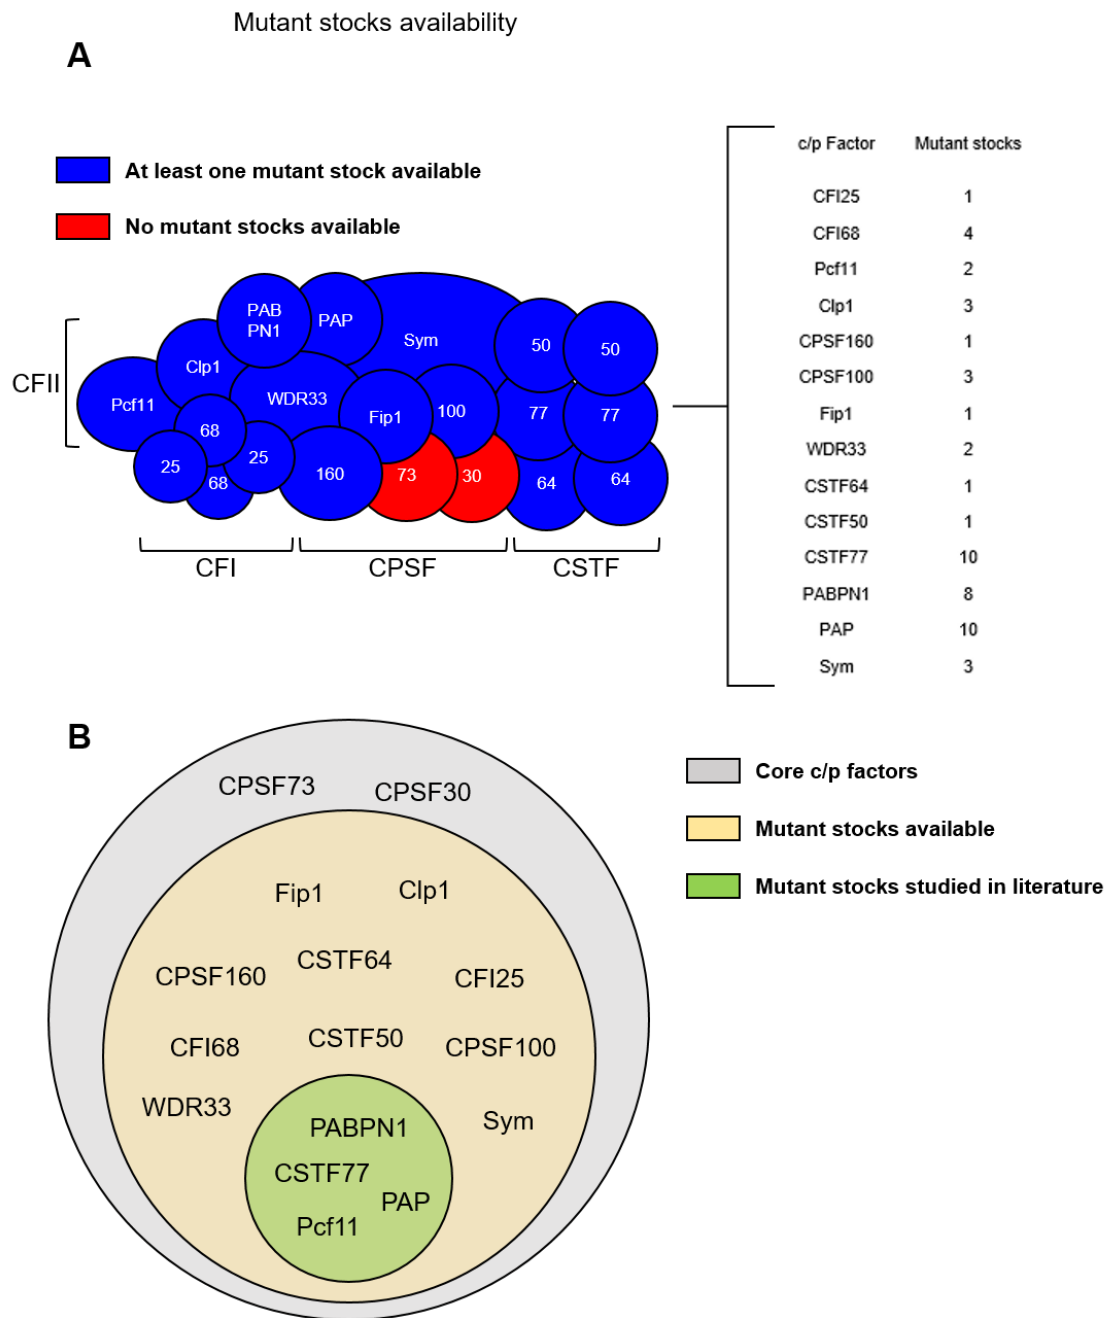 Mutant stocks availability
A
At least one mutant stock available
No mutant stocks available
PAB
PN1
PAP
Sym
50
50
Clp1
CFII
Pcf11
WDR33
Fip1
100
77
77
68
25
25
68
160
73
30
64
64
CFI
CPSF
CSTF
c/p Factor Mutant stocks
CFI25 1
CFI68 4
Pcf11 2
Clp1 3
CPSF160 1
CPSF100 3
Fip1 1
WDR33 2
CSTF64 1
CSTF50 1
CSTF77 10
PABPN1 8
PAP 10
Sym 3
B
CPSF73 CPSF30
Fip1 Clp1
CPSF160 CSTF64 CFI25
CFI68 CSTF50 CPSF100
WDR33 Sym
PABPN1
CSTF77
PAP
Pcf11
Core c/p factors
Mutant stocks available
Mutant stocks studied in literature